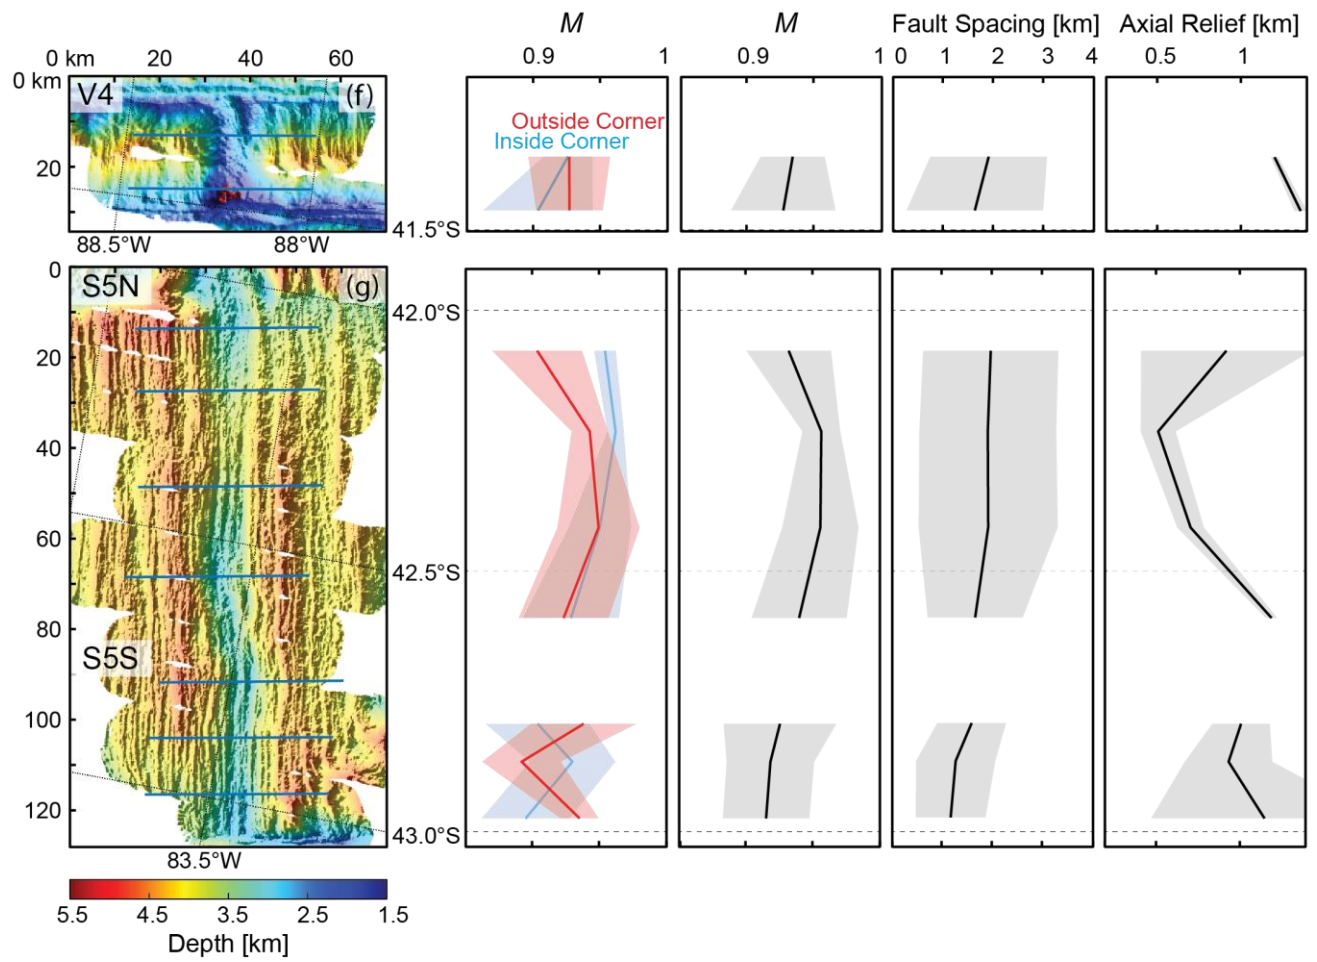 M
M
Fault Spacing [km]
Axial Relief [km]
0 km 20 40 60
0.9 1
0.9 1
0 1 2 3 4
0.5 1
0 km
V4
(f)
20
Outside Corner
Inside Corner
88.5°W
88°W
41.5°S
0
S5N
(g)
42.0°S
20
40
60
42.5°S
80
S5S
100
120
43.0°S
83.5°W
5.5 4.5 3.5 2.5 1.5
Depth [km]